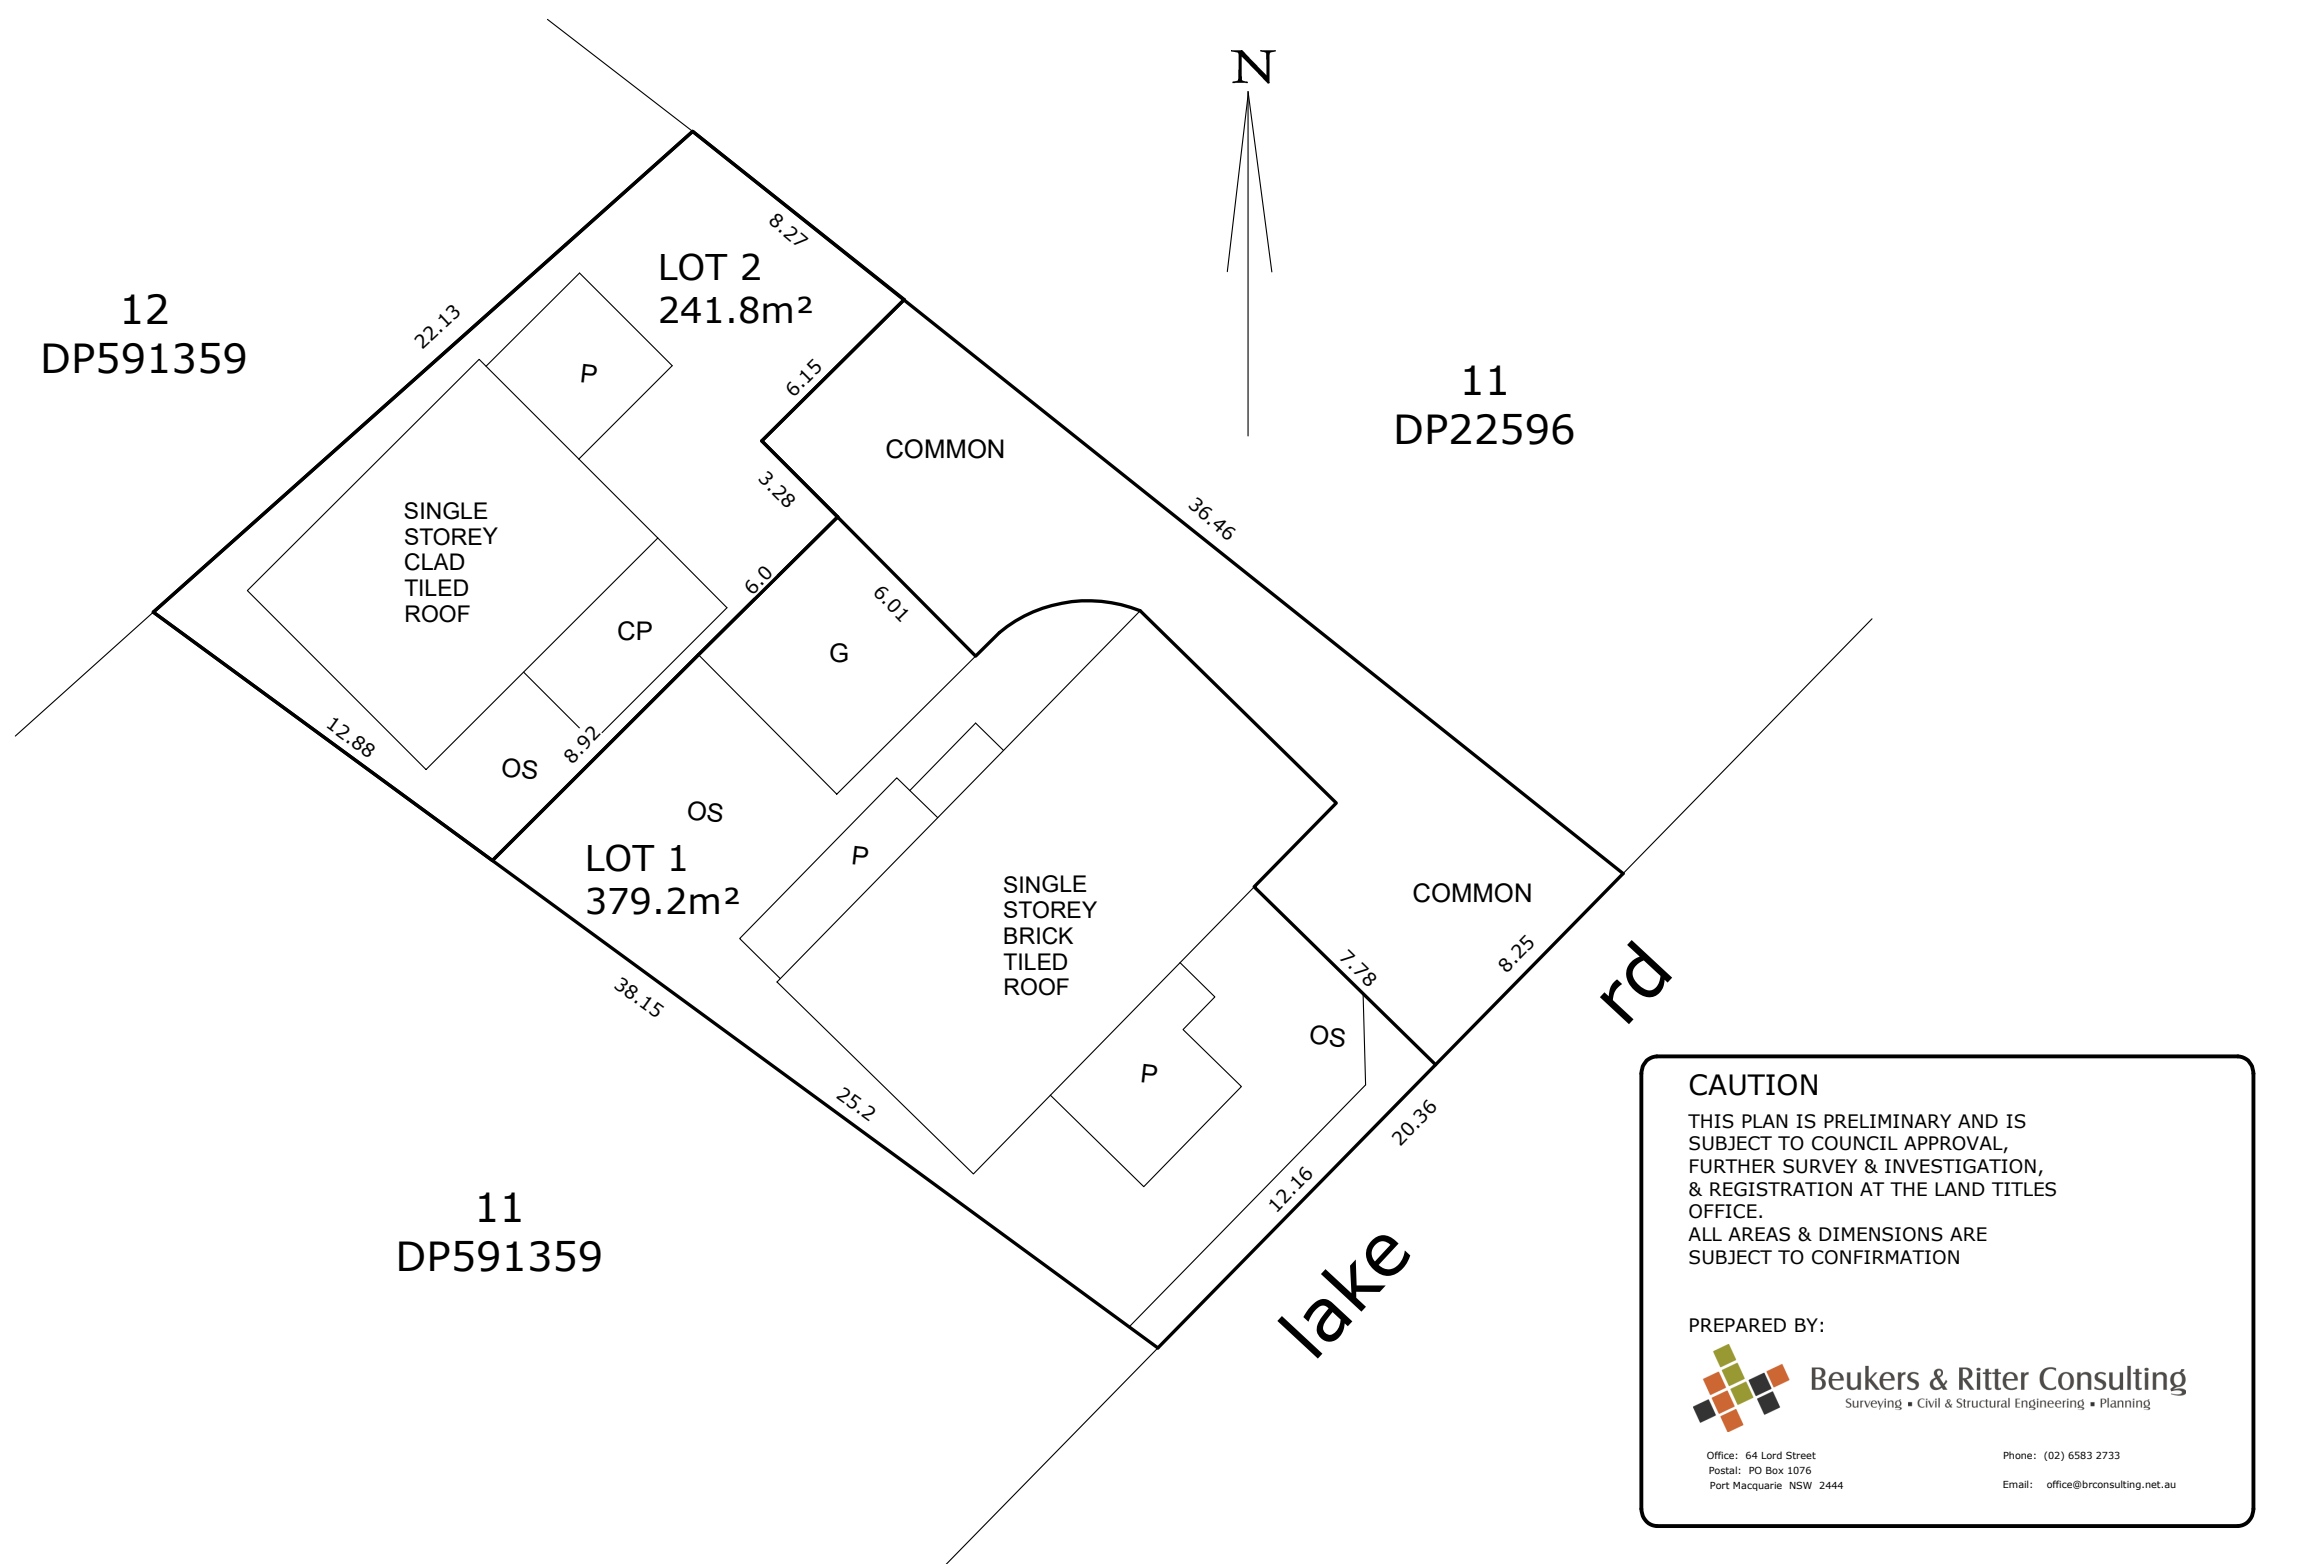 N
8.27
LOT 2
241.8m²
12
DP591359
22.13
P
6.15
11
DP22596
COMMON
3.28
36.46
SINGLE
STOREY
CLAD
TILED
ROOF
6.0
6.01
CP
G
12.88
8.92
OS
OS
LOT 1
379.2m²
P
SINGLE
STOREY
BRICK
TILED
ROOF
COMMON
7.78
8.25
rd
38.15
OS
P
25.2
20.36
12.16
lake
11
DP591359
CAUTION
THIS PLAN IS PRELIMINARY AND IS
SUBJECT TO COUNCIL APPROVAL,
FURTHER SURVEY & INVESTIGATION,
& REGISTRATION AT THE LAND TITLES
OFFICE.
ALL AREAS & DIMENSIONS ARE
SUBJECT TO CONFIRMATION
PREPARED BY:
Beukers & Ritter Consulting
Surveying ▪ Civil & Structural Engineering ▪ Planning
Office: 64 Lord Street
Postal: PO Box 1076
Port Macquarie NSW 2444
Phone: (02) 6583 2733
Email: office@brconsulting.net.au